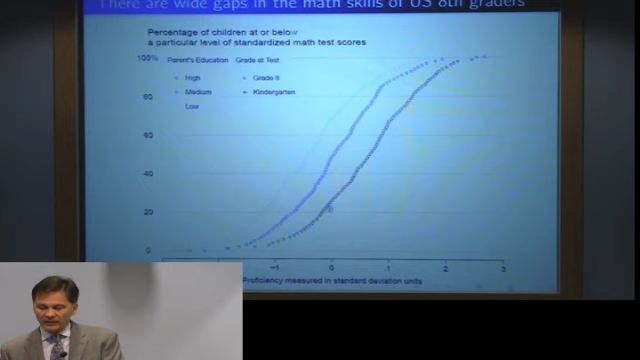 There are wide gaps in the math skills of US 8th graders
Percentage of children at or below
a particular level of standardized math test scores
100%
Parent's Education Grade at Test
High Grade 8
Medium Kindergarten
Low
80
60
40
20
0
-1 0 1 2 3
Proficiency measured in standard deviation units